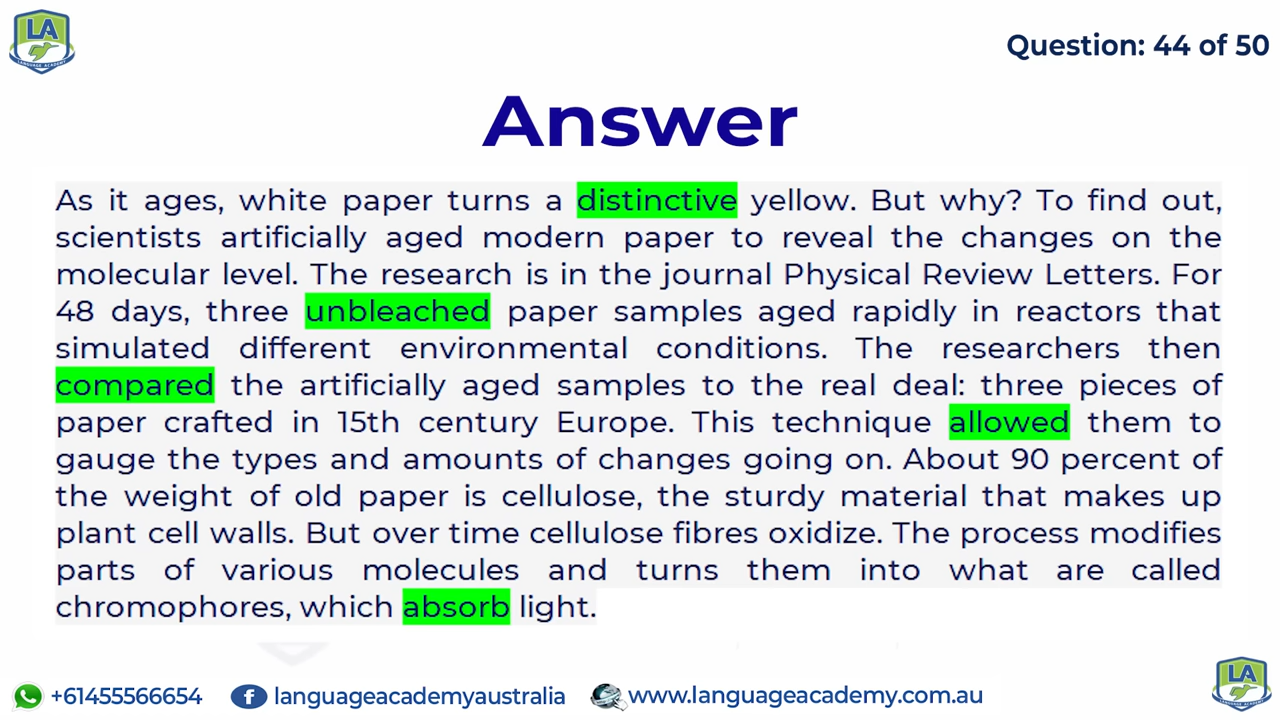 LA
LANGUAGE ACADEMY
Question: 44 of 50
Answer
As it ages, white paper turns a distinctive yellow. But why? To find out,
scientists artificially aged modern paper to reveal the changes on the
molecular level. The research is in the journal Physical Review Letters. For
48 days, three unbleached paper samples aged rapidly in reactors that
simulated different environmental conditions. The researchers then
compared the artificially aged samples to the real deal: three pieces of
paper crafted in 15th century Europe. This technique allowed them to
gauge the types and amounts of changes going on. About 90 percent of
the weight of old paper is cellulose, the sturdy material that makes up
plant cell walls. But over time cellulose fibres oxidize. The process modifies
parts of various molecules and turns them into what are called
chromophores, which absorb light.
+61455566654
languageacademyaustralia
www.languageacademy.com.au
LA
LANGUAGE ACADEMY